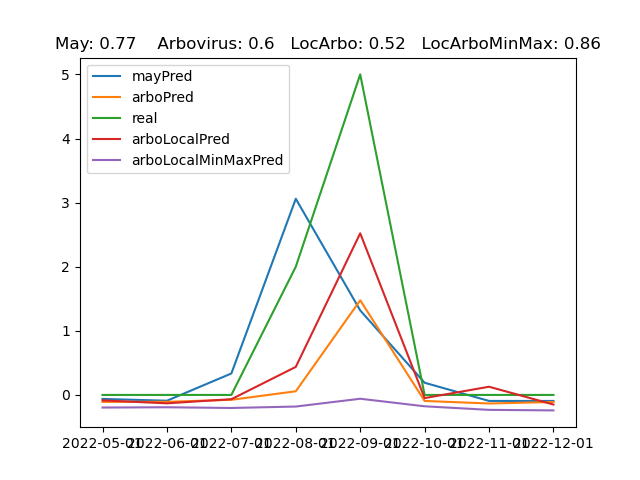 May: 0.77    Arbovirus: 0.6   LocArbo: 0.52   LocArboMinMax: 0.86
mayPred
arboPred
real
arboLocalPred
arboLocalMinMaxPred
5
4
3
2
1
0
2022-05-01 2022-06-01 2022-07-01 2022-08-01 2022-09-01 2022-10-01 2022-11-01 2022-12-01